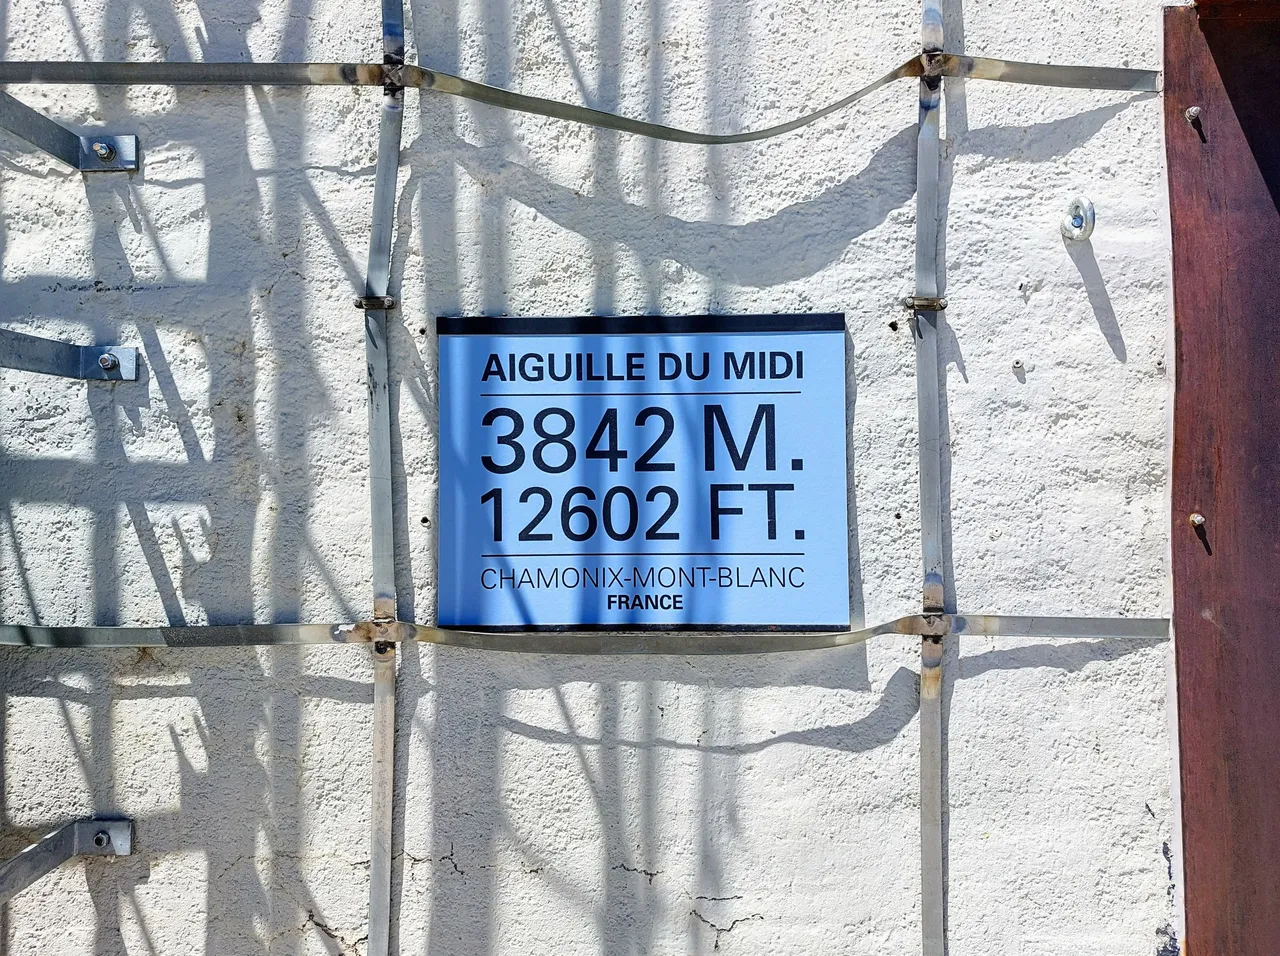 AIGUILLE DU MIDI
3842 M.
12602 FT.
CHAMONIX-MONT-BLANC
FRANCE